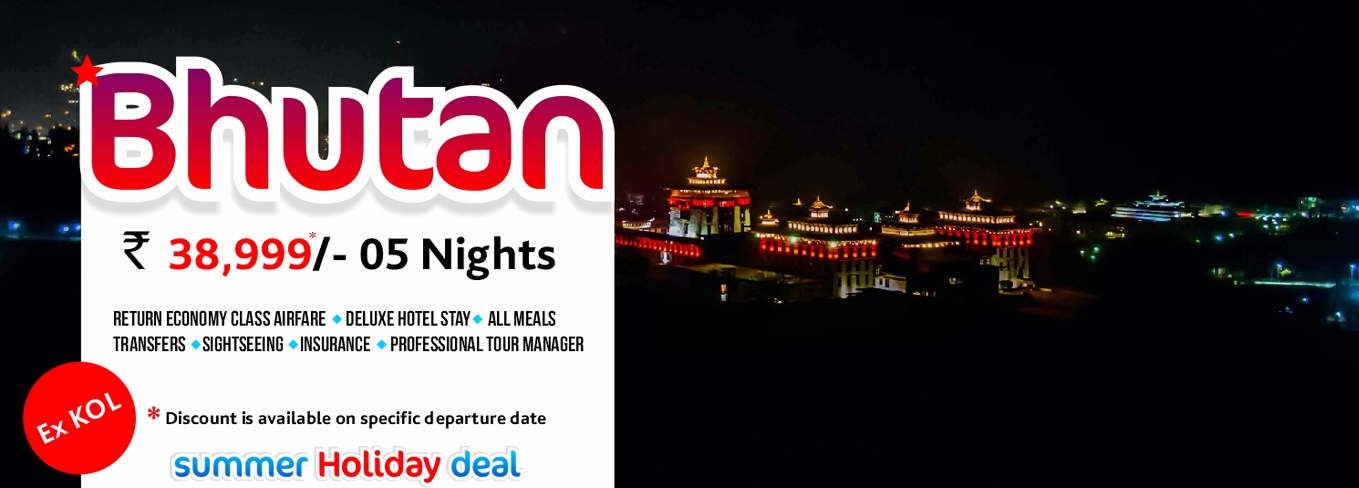 Bhutan
₹ 38,999*/- 05 Nights
RETURN ECONOMY CLASS AIRFARE ◆ DELUXE HOTEL STAY ◆ ALL MEALS
TRANSFERS ◆ SIGHTSEEING ◆ INSURANCE ◆ PROFESSIONAL TOUR MANAGER
Ex KOL
* Discount is available on specific departure date
summer Holiday deal